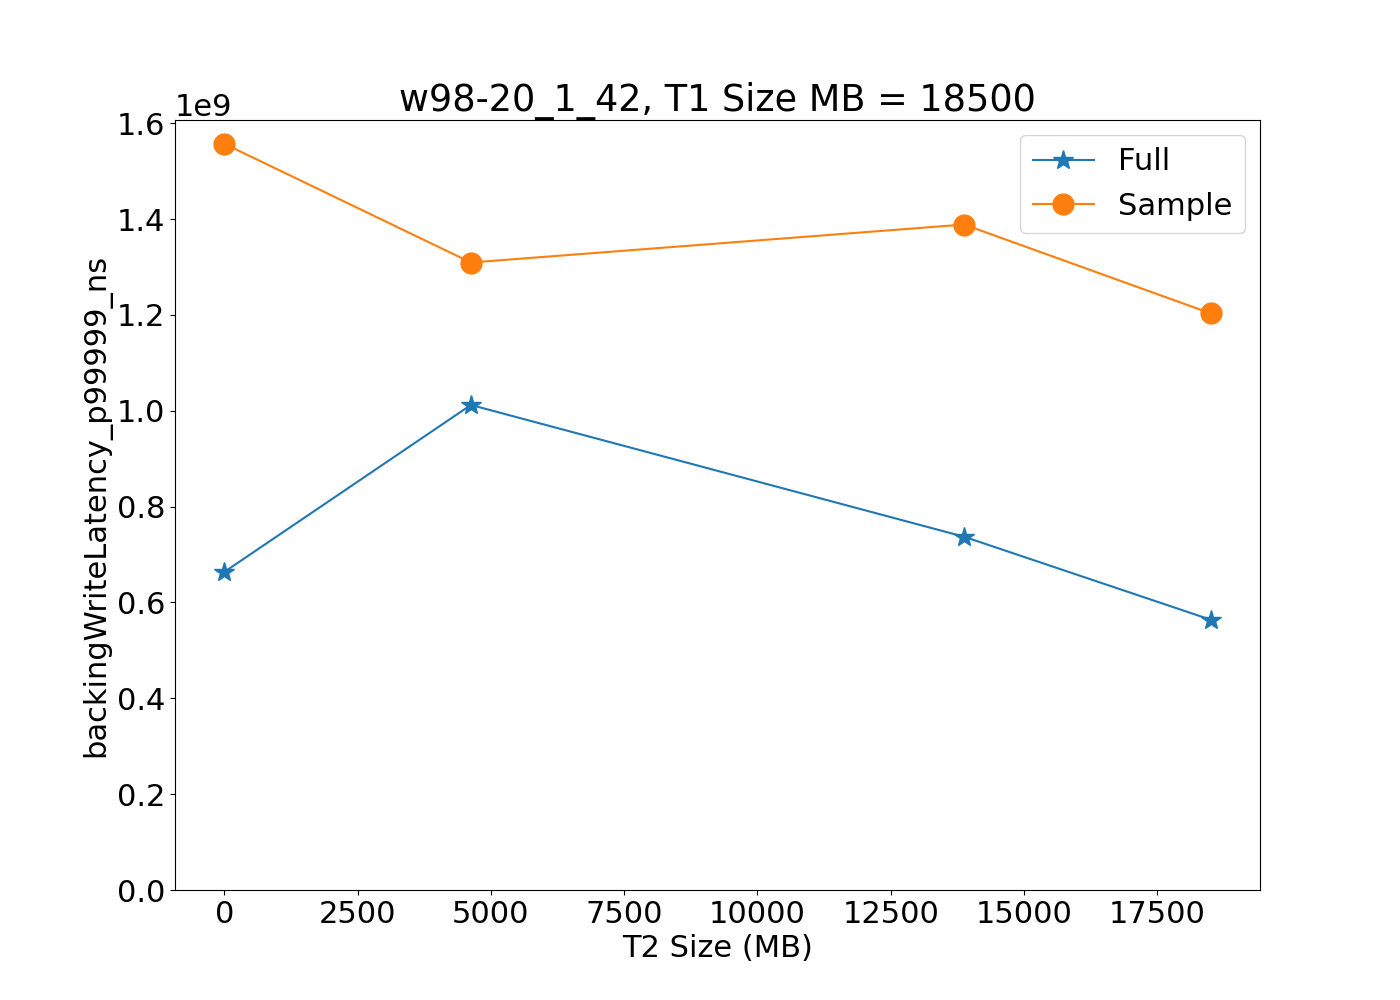 w98-20_1_42, T1 Size MB = 18500
1e9
1.6
1.4
1.2
1.0
0.8
0.6
0.4
0.2
0.0
backingWriteLatency_p99999_ns
Full
Sample
0 2500 5000 7500 10000 12500 15000 17500
T2 Size (MB)